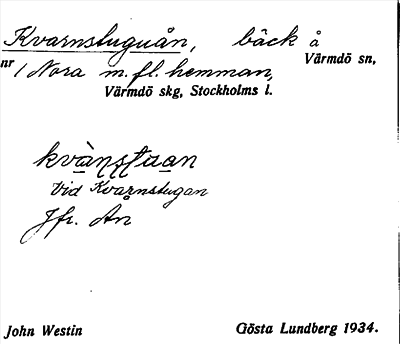 Kvarnstuguån, bäck å
Värmdö sn,
nr 1 Nora m.fl. hemman,
Värmdö skg, Stockholms l.
kvànstuan
vid Kvarnstugan
Jfr. Ån
John Westin Gösta Lundberg 1934.